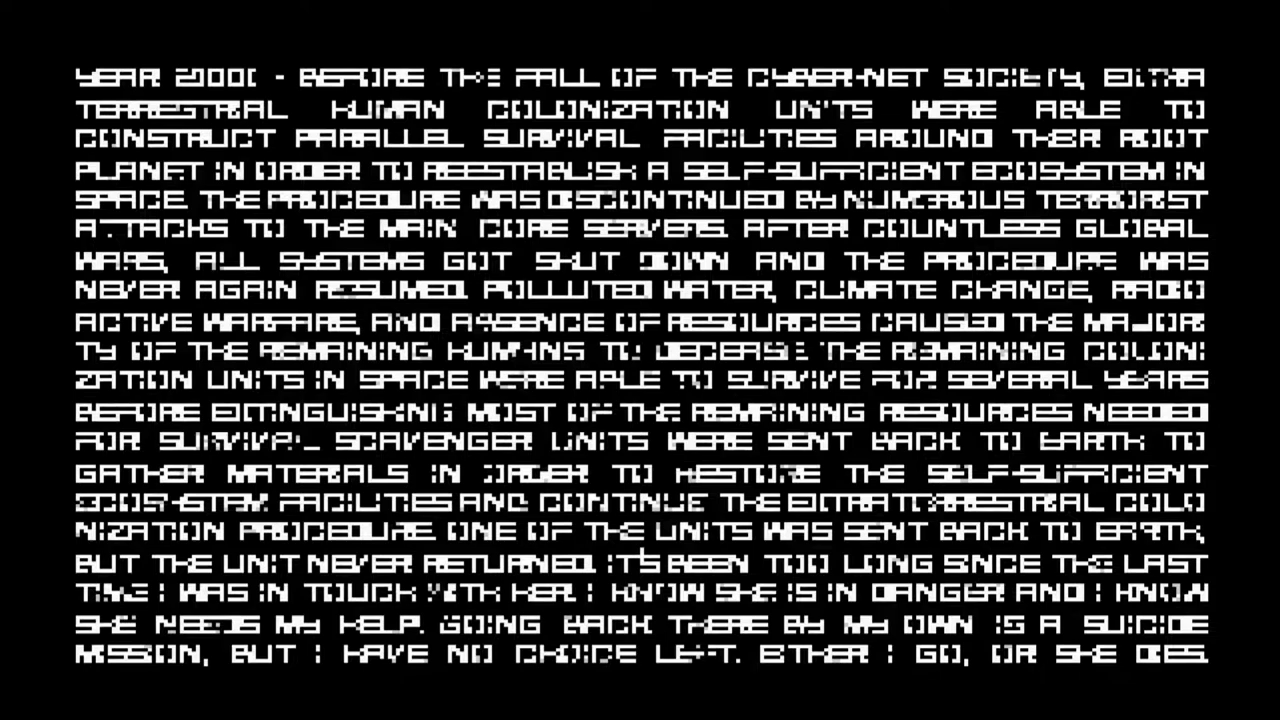 YEAR 20000 - BEFORE THE FALL OF THE CYBER-NET SOCIETY, EXTRA
TERRESTRIAL HUMAN COLONIZATION UNITS WERE ABLE TO
CONSTRUCT PARALLEL SURVIVAL FACILITIES AROUND THEIR ROOT
PLANET IN ORDER TO REESTABLISH A SELF-SUFFICIENT ECOSYSTEM IN
SPACE. THE PROCEDURE WAS DISCONTINUED BY NUMEROUS TERRORIST
ATTACKS TO THE MAIN CORE SERVERS. AFTER COUNTLESS GLOBAL
WARS, ALL SYSTEMS GOT SHUT DOWN AND THE PROCEDURE WAS
NEVER AGAIN RESUMED. POLLUTED WATER, CLIMATE CHANGE, RADIO
ACTIVE WARFARE, AND ABSENCE OF RESOURCES CAUSED THE MAJORI
TY OF THE REMAINING HUMANS TO DECEASE. THE REMAINING COLONI
ZATION UNITS IN SPACE WERE ABLE TO SURVIVE FOR SEVERAL YEARS
BEFORE EXTINGUISHING MOST OF THE REMAINING RESOURCES NEEDED
FOR SURVIVAL. SCAVENGER UNITS WERE SENT BACK TO EARTH TO
GATHER MATERIALS IN ORDER TO RESTORE THE SELF-SUFFICIENT
ECOSYSTEM FACILITIES AND CONTINUE THE EXTRATERRESTRIAL COLO
NIZATION PROCEDURE. ONE OF THE UNITS WAS SENT BACK TO EARTH,
BUT THE UNIT NEVER RETURNED. IT'S BEEN TOO LONG SINCE THE LAST
TIME I WAS IN TOUCH WITH HER. I KNOW SHE IS IN DANGER AND I KNOW
SHE NEEDS MY HELP. GOING BACK THERE BY MY OWN IS A SUICIDE
MISSION, BUT I HAVE NO CHOICE LEFT. EITHER I GO, OR SHE DIES.